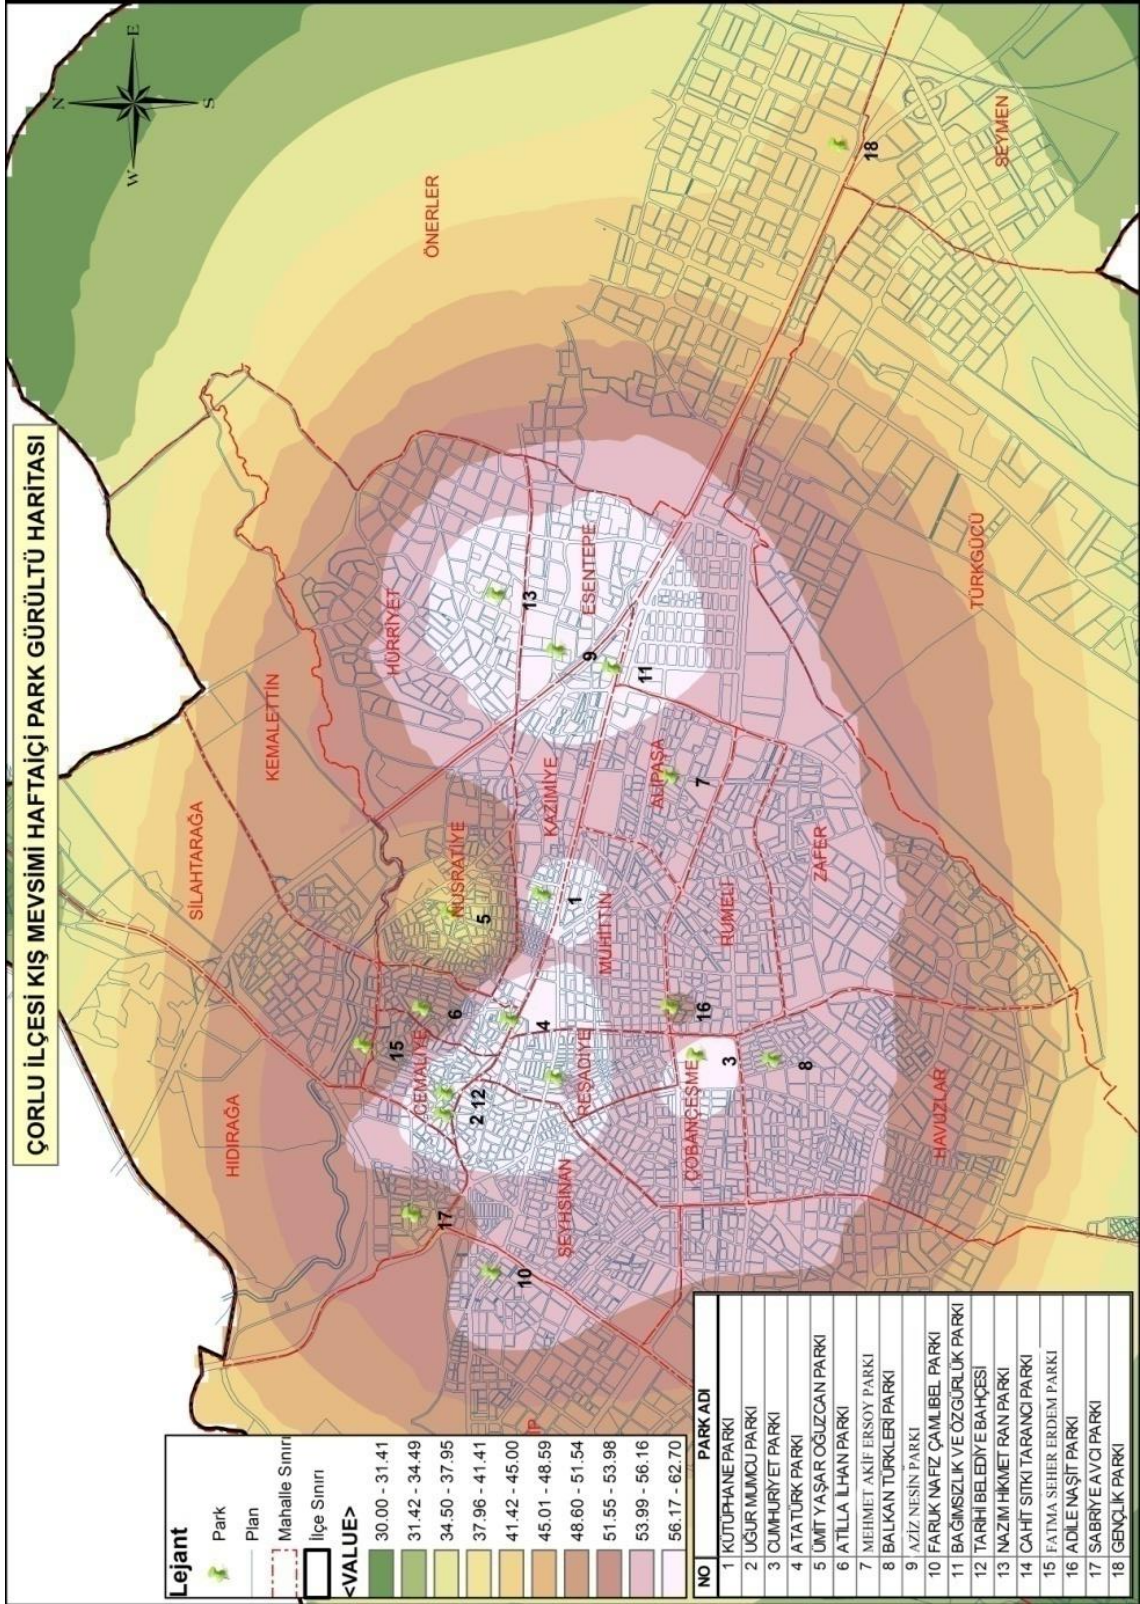 ÇORLU İLÇESİ KIŞ MEVSİMİ HAFTAİÇİ PARK GÜRÜLTÜ HARİTASI
N
W
E
S
SILAHTARAĞA
KEMALETTİN
ÖNERLER
HIDIRAĞA
HÜRRİYET
15
CEMALİYE
6
NUSRATİYE
5
17
2 12
4
13
10
ŞEYHSİNAN
REŞADİYE
1
MUHİTTİN
KAZIMİYE
9
ESENTEPE
11
18
SEYMEN
ÇOBANÇEŞME
3
16
RUMELİ
ALİPAŞA
7
8
ZAFER
HAVUZLAR
TÜRKGÜCÜ
Lejant
Park
Plan
Mahalle Sınırı
İlçe Sınırı
<VALUE>
30.00 - 31.41
31.42 - 34.49
34.50 - 37.95
37.96 - 41.41
41.42 - 45.00
45.01 - 48.59
48.60 - 51.54
51.55 - 53.98
53.99 - 56.16
56.17 - 62.70
NO PARK ADI
1 KÜTÜPHANE PARKI
2 UĞUR MUMCU PARKI
3 CUMHURİYET PARKI
4 ATATÜRK PARKI
5 ÜMİT YAŞAR OĞUZCAN PARKI
6 ATİLLA İLHAN PARKI
7 MEHMET AKİF ERSOY PARKI
8 BALKAN TÜRKLERİ PARKI
9 AZİZ NESİN PARKI
10 FARUK NAFIZ ÇAMLIBEL PARKI
11 BAĞIMSIZLIK VE ÖZGÜRLÜK PARKI
12 TARİHİ BELEDİYE BAHÇESİ
13 NAZIM HİKMET RAN PARKI
14 CAHİT SITKI TARANCI PARKI
15 FATMA SEHER ERDEM PARKI
16 ADİLE NAŞİT PARKI
17 SABRİYE AVCI PARKI
18 GENÇLİK PARKI